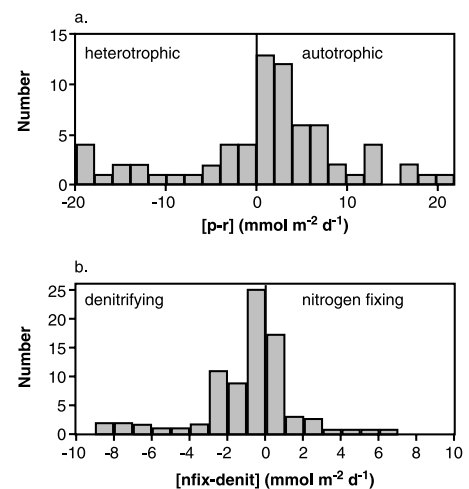 a.
15
heterotrophic
autotrophic
10
Number
5
0
-20
-10
0
10
20
[p-r] (mmol m⁻² d⁻¹)
b.
25
denitrifying
nitrogen fixing
20
15
Number
10
5
0
-10
-8
-6
-4
-2
0
2
4
6
8
10
[nfix-denit] (mmol m⁻² d⁻¹)